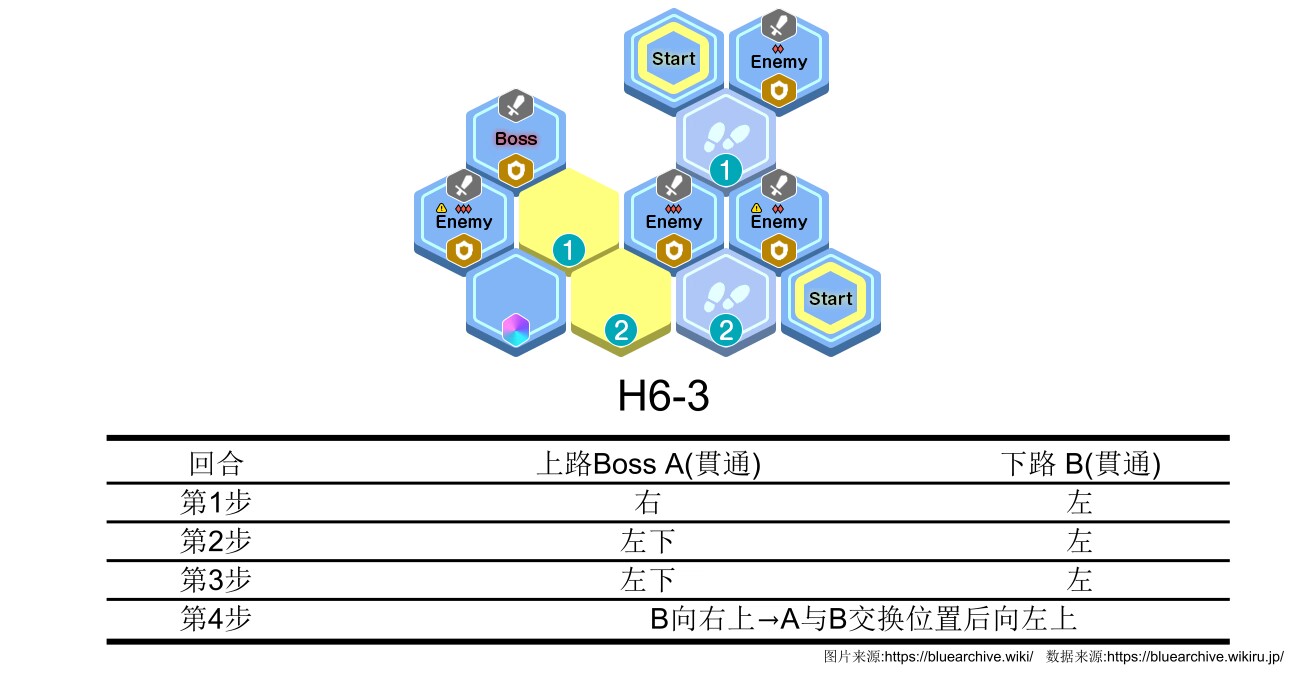 Start
Enemy
Boss
1
Enemy
1
Enemy
Enemy
2
2
Start
H6-3
回合 上路Boss A(貫通) 下路 B(貫通)
第1步 右 左
第2步 左下 左
第3步 左下 左
第4步 B向右上→A与B交换位置后向左上
图片来源:https://bluearchive.wiki/ 数据来源:https://bluearchive.wikiru.jp/